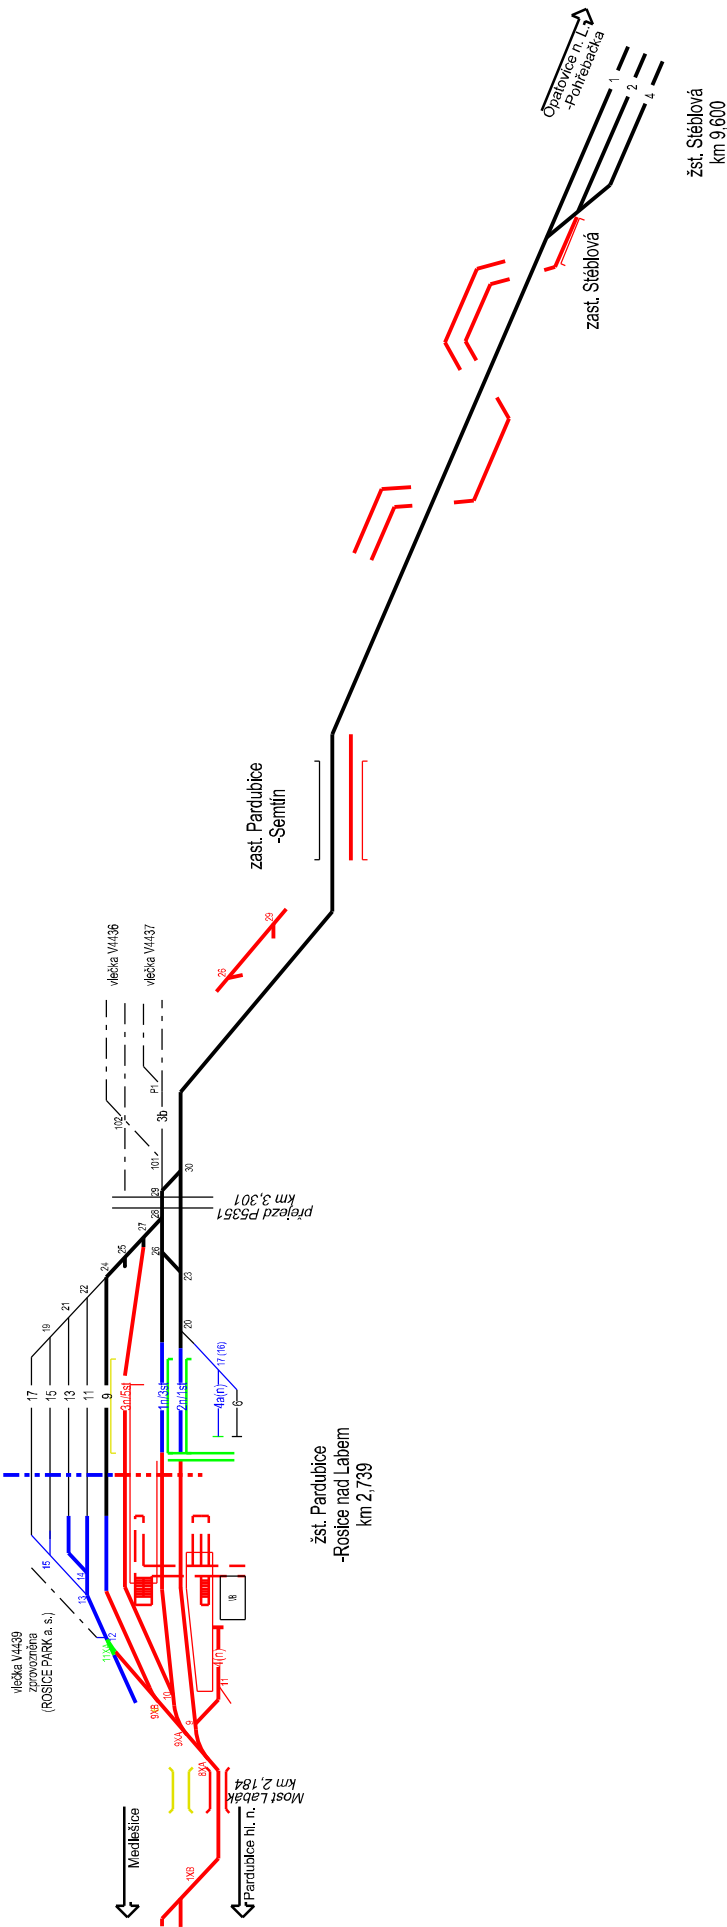 Opatovice n. L.
-Pohřebačka
1
2
4
žst. Stéblová
km 9,600
zast. Stéblová
zast. Pardubice
-Semtín
29
26
vlečka V4436
vlečka V4437
P1
102
3b
101
30
29
28
přejezd P5351
km 3,301
27
26
25
24
23
22
21
20
19
17
15
13
11
9
3n/5st
1n/3st
2n/1st
17 (16)
4a(n)
6
žst. Pardubice
-Rosice nad Labem
km 2,739
15
14
13
12
11XA
VB
vlečka V4439
zprovozněna
(ROSICE PARK a. s.)
4(n)
11
10
9
9XB
9XA
8XA
Most Labák
km 2,184
Medlešice
Pardubice hl. n.
1XB